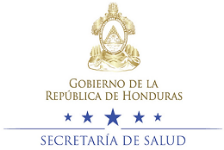 GOBIERNO DE LA
REPÚBLICA DE HONDURAS
SECRETARÍA DE SALUD